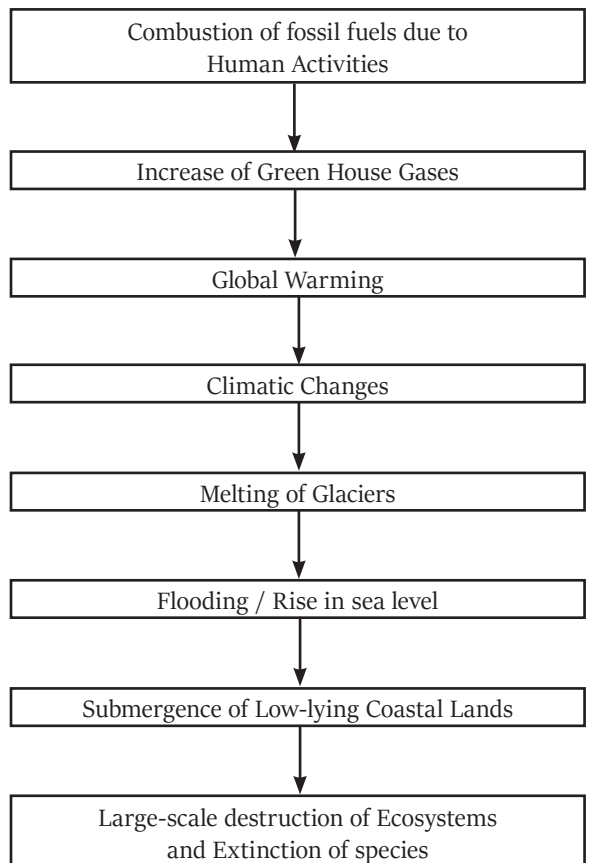 Combustion of fossil fuels due to
Human Activities
Increase of Green House Gases
Global Warming
Climatic Changes
Melting of Glaciers
Flooding / Rise in sea level
Submergence of Low-lying Coastal Lands
Large-scale destruction of Ecosystems
and Extinction of species